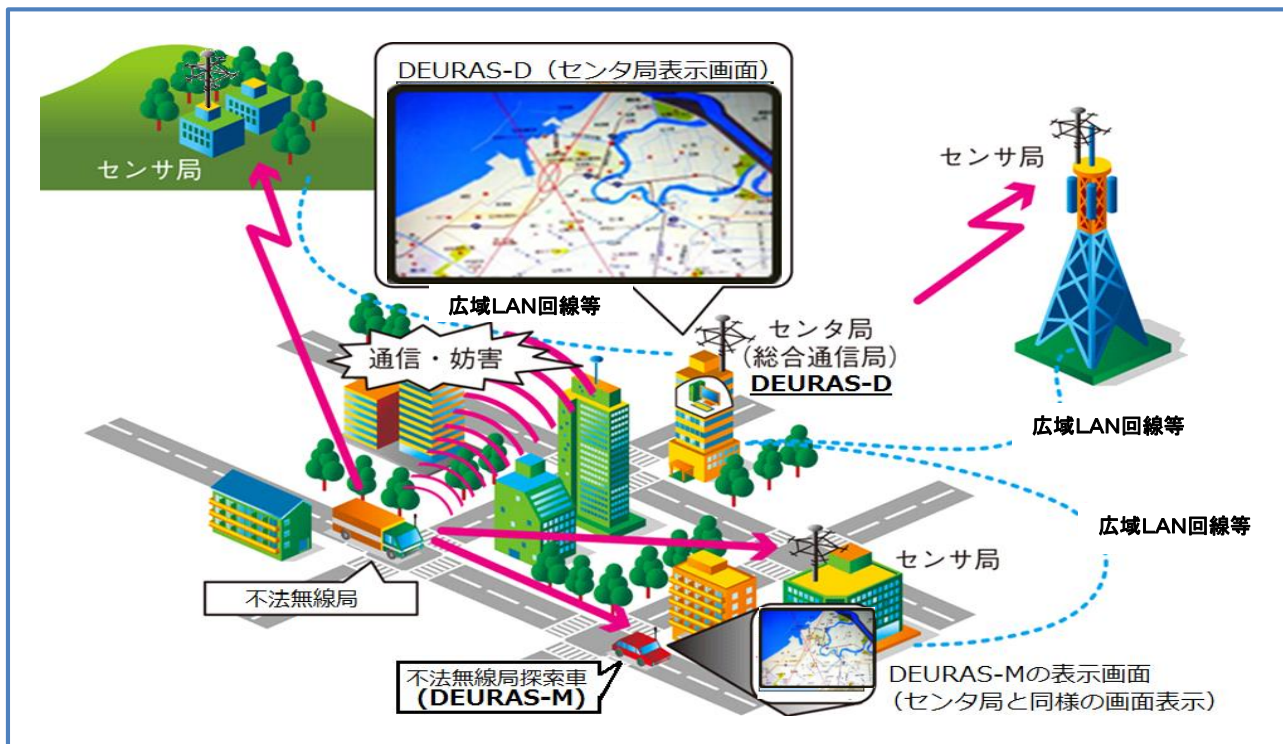 DEURAS-D（センタ局表示画面）
センサ局
センサ局
広域LAN回線等
通信・妨害
センタ局
（総合通信局）
DEURAS-D
広域LAN回線等
広域LAN回線等
センサ局
不法無線局
不法無線局探索車
(DEURAS-M)
DEURAS-Mの表示画面
（センタ局と同様の画面表示）